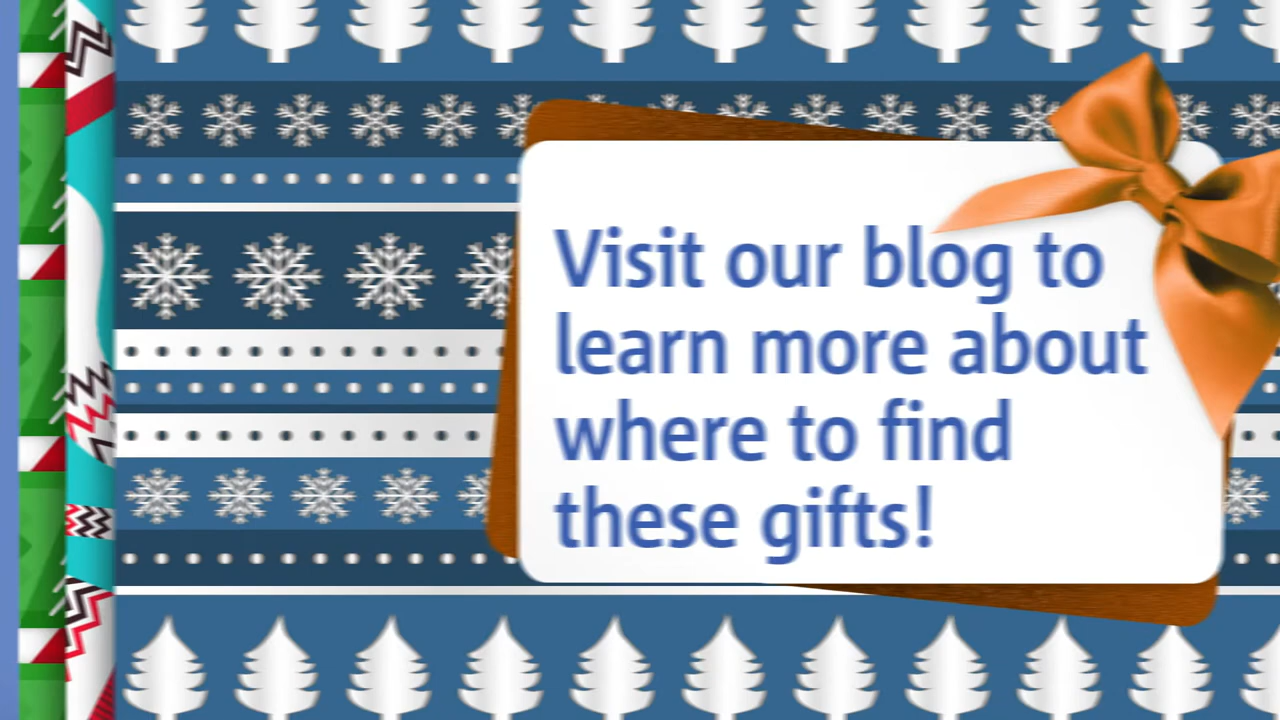 Visit our blog to
learn more about
where to find
these gifts!